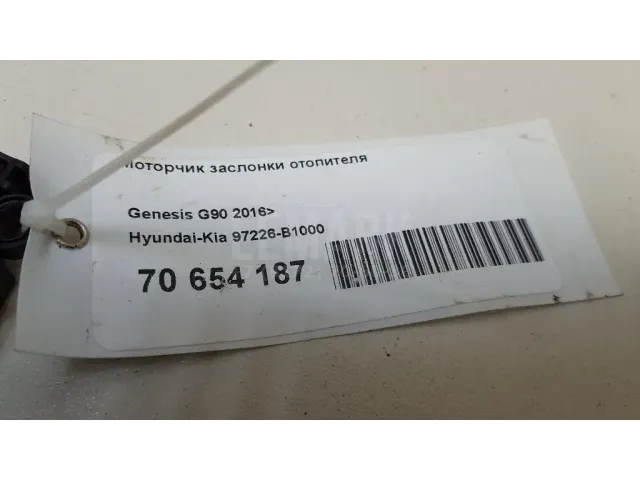 Моторчик заслонки отопителя
Genesis G90 2016>
Hyundai-Kia 97226-B1000
70 654 187